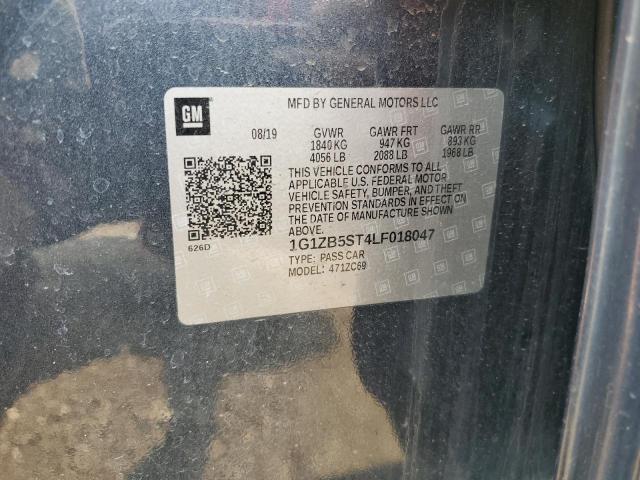 GM
MFD BY GENERAL MOTORS LLC
08/19 GVWR GAWR FRT GAWR RR
1840 KG 947 KG 893 KG
4056 LB 2088 LB 1968 LB
THIS VEHICLE CONFORMS TO ALL
APPLICABLE U.S. FEDERAL MOTOR
VEHICLE SAFETY, BUMPER, AND THEFT
PREVENTION STANDARDS IN EFFECT ON
THE DATE OF MANUFACTURE SHOWN
ABOVE.
626D
1G1ZB5ST4LF018047
TYPE: PASS CAR
MODEL: 471ZC69